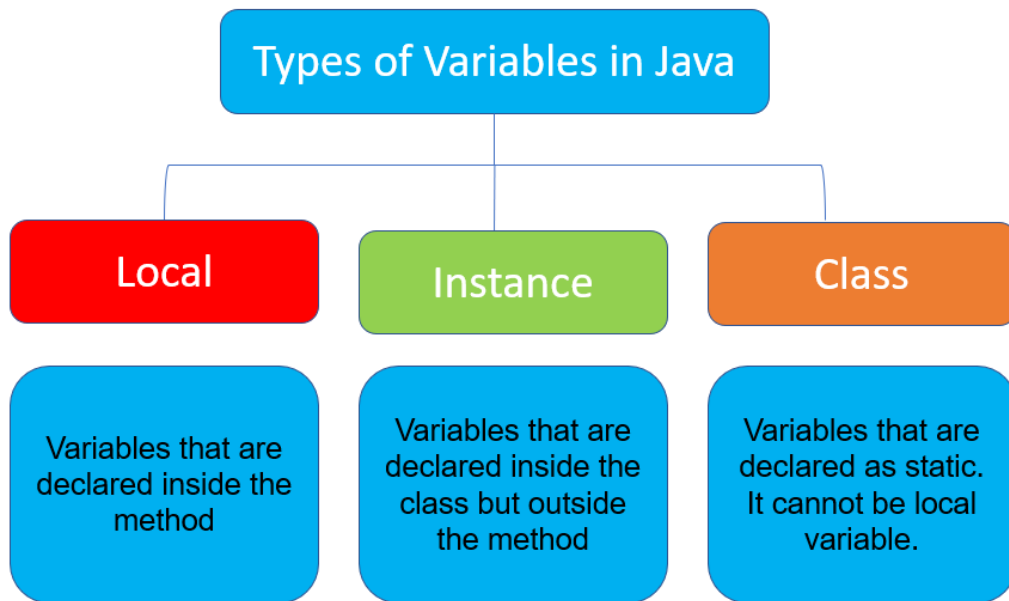 Types of Variables in Java
Local
Instance
Class
Variables that are
declared inside the
method
Variables that are
declared inside the
class but outside
the method
Variables that are
declared as static.
It cannot be local
variable.